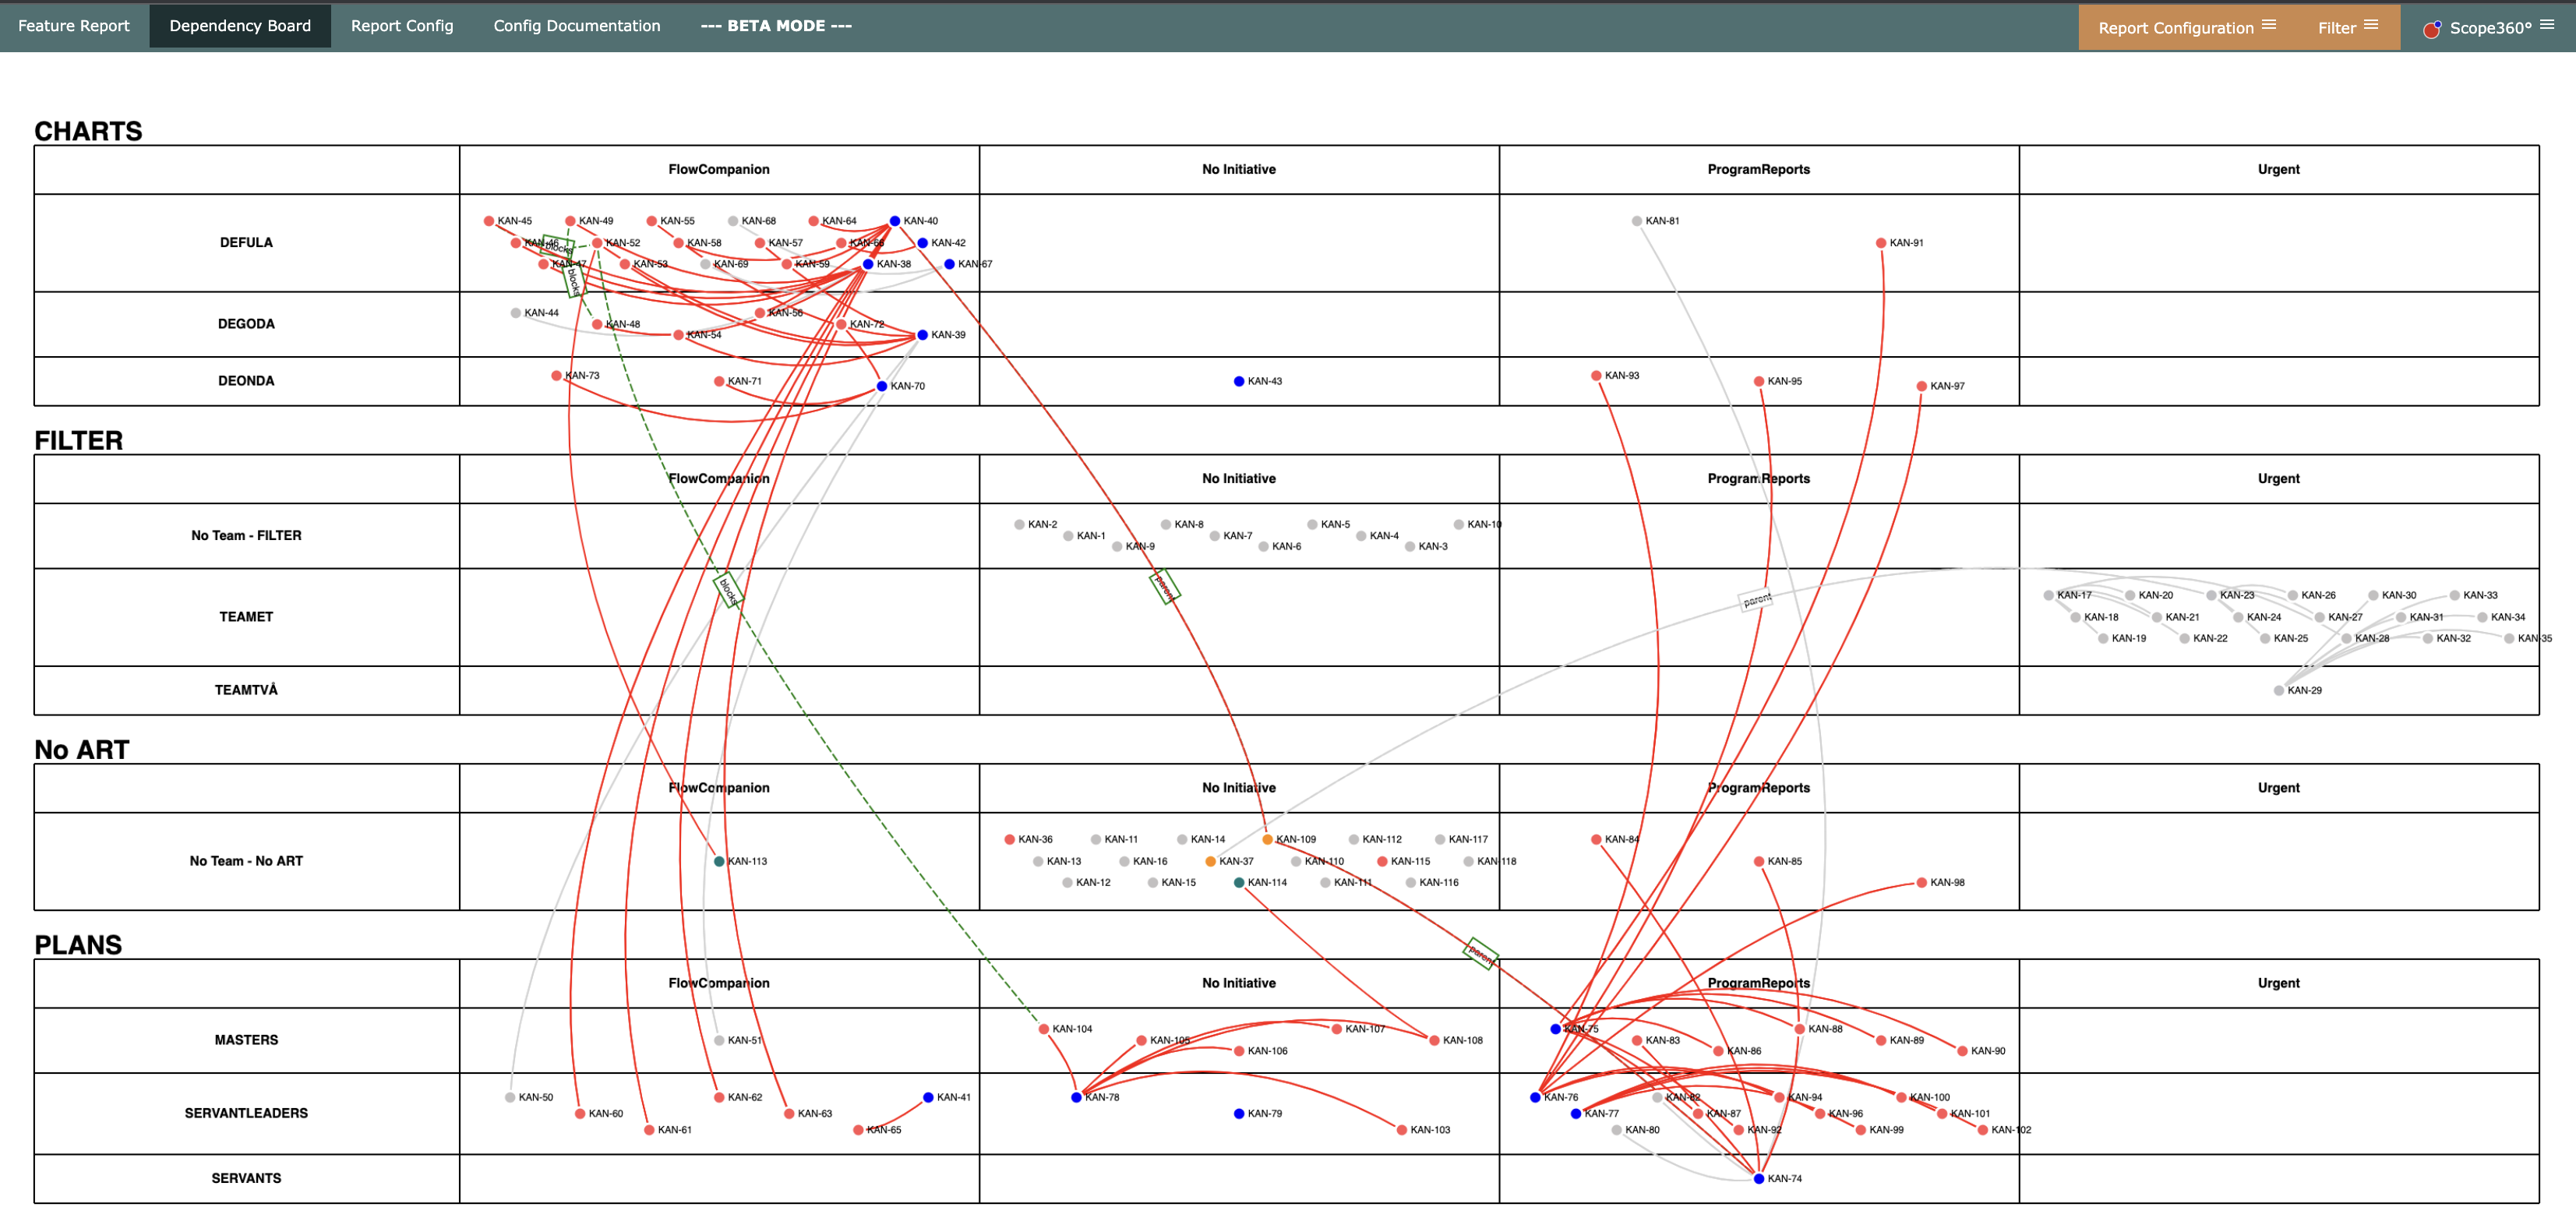 Feature Report Dependency Board Report Config Config Documentation --- BETA MODE --- Report Configuration Filter Scope360°
CHARTS
FlowCompanion No Initiative ProgramReports Urgent
DEFULA
KAN-45 KAN-49 KAN-55 KAN-68 KAN-64 KAN-40 KAN-81
KAN-46 blocks KAN-52 KAN-58 KAN-57 KAN-66 KAN-42 KAN-91
KAN-47 KAN-53 KAN-69 KAN-59 KAN-38 KAN-67
blocks
DEGODA
KAN-44 KAN-56
KAN-48 KAN-72
KAN-54 KAN-39
DEONDA
KAN-73 KAN-93
KAN-71 KAN-43 KAN-95
KAN-70 KAN-97
FILTER
FlowCompanion No Initiative ProgramReports Urgent
No Team - FILTER
KAN-2 KAN-8 KAN-5 KAN-10
KAN-1 KAN-7 KAN-4
KAN-9 KAN-6 KAN-3
blocks parent parent
TEAMET
KAN-17 KAN-20 KAN-23 KAN-26 KAN-30 KAN-33
KAN-18 KAN-21 KAN-24 KAN-27 KAN-31 KAN-34
KAN-19 KAN-22 KAN-25 KAN-28 KAN-32 KAN-35
TEAMTVÅ
KAN-29
No ART
FlowCompanion No Initiative ProgramReports Urgent
No Team - No ART
KAN-36 KAN-11 KAN-14 KAN-109 KAN-112 KAN-117 KAN-84
KAN-113 KAN-13 KAN-16 KAN-37 KAN-110 KAN-115 KAN-118 KAN-85
KAN-12 KAN-15 KAN-114 KAN-111 KAN-116 KAN-98
parent
PLANS
FlowCompanion No Initiative ProgramReports Urgent
MASTERS
KAN-104 KAN-107 KAN-75 KAN-88
KAN-51 KAN-105 KAN-108 KAN-83 KAN-89
KAN-106 KAN-86 KAN-90
SERVANTLEADERS
KAN-50 KAN-62 KAN-41 KAN-78 KAN-76 KAN-82 KAN-94 KAN-100
KAN-60 KAN-63 KAN-79 KAN-77 KAN-87 KAN-96 KAN-101
KAN-61 KAN-65 KAN-103 KAN-80 KAN-92 KAN-99 KAN-102
SERVANTS
KAN-74